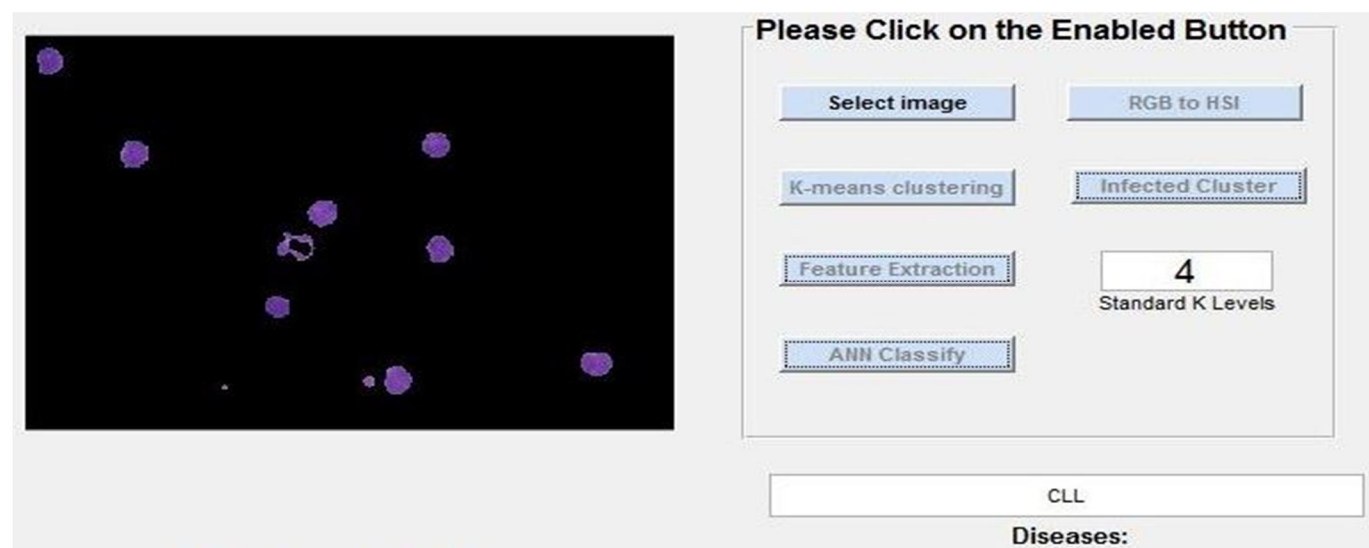 Please Click on the Enabled Button
Select image
RGB to HSI
K-means clustering
Infected Cluster
Feature Extraction
4
Standard K Levels
ANN Classify
CLL
Diseases: